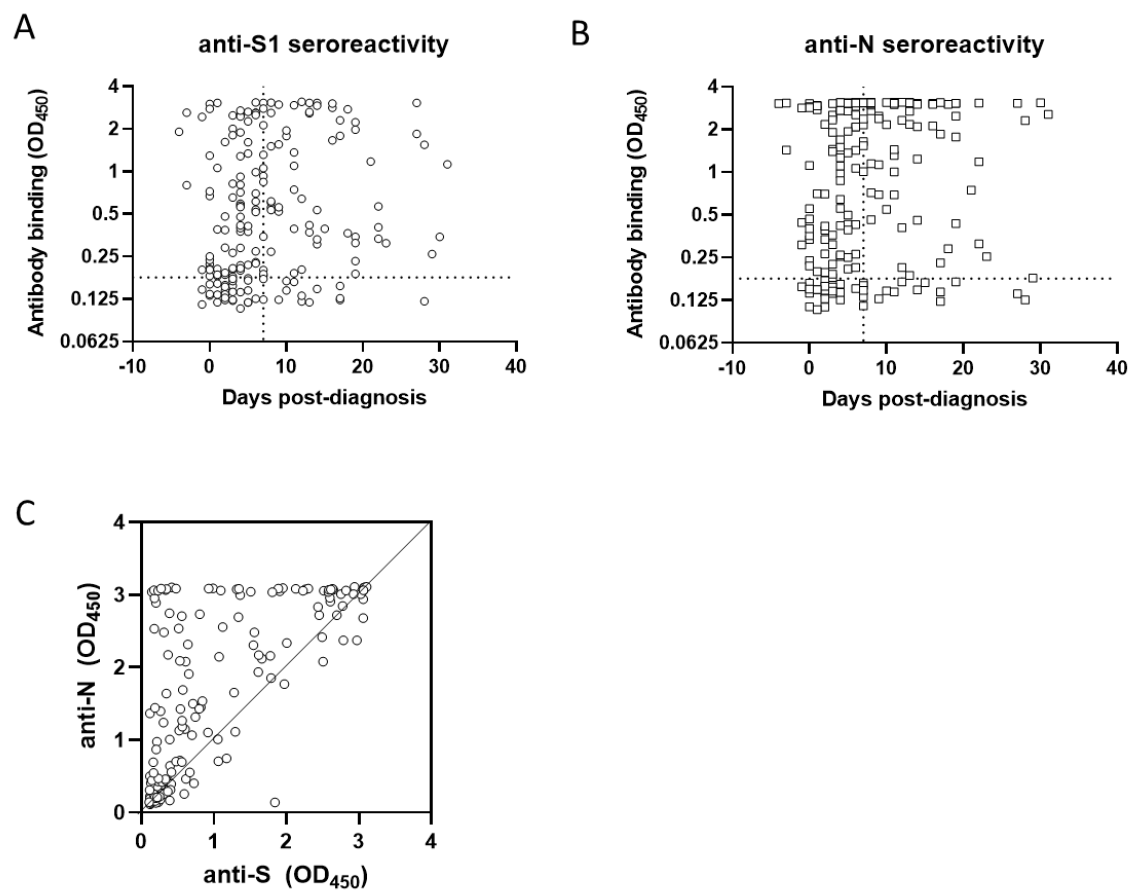 A
anti-S1 seroreactivity
Antibody binding (OD450)
4
2
1
0.5
0.25
0.125
0.0625
-10 0 10 20 30 40
Days post-diagnosis
B
anti-N seroreactivity
Antibody binding (OD450)
4
2
1
0.5
0.25
0.125
0.0625
-10 0 10 20 30 40
Days post-diagnosis
C
anti-N (OD450)
4
3
2
1
0
0 1 2 3 4
anti-S (OD450)